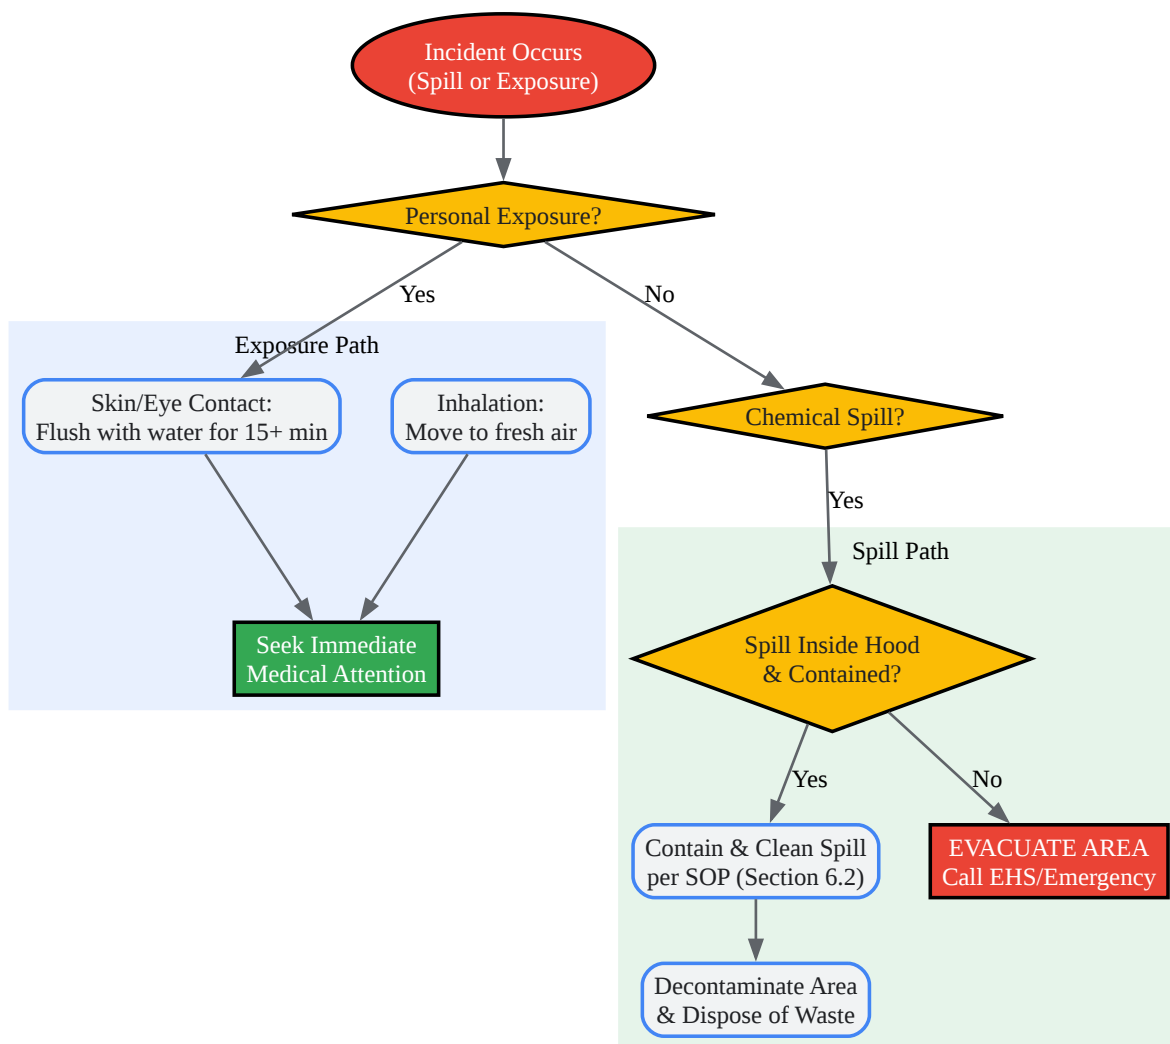 Incident Occurs
(Spill or Exposure)
Personal Exposure?
Yes
No
Exposure Path
Skin/Eye Contact:
Flush with water for 15+ min
Inhalation:
Move to fresh air
Chemical Spill?
Yes
Spill Path
Seek Immediate
Medical Attention
Spill Inside Hood
& Contained?
Yes
No
Contain & Clean Spill
per SOP (Section 6.2)
EVACUATE AREA
Call EHS/Emergency
Decontaminate Area
& Dispose of Waste